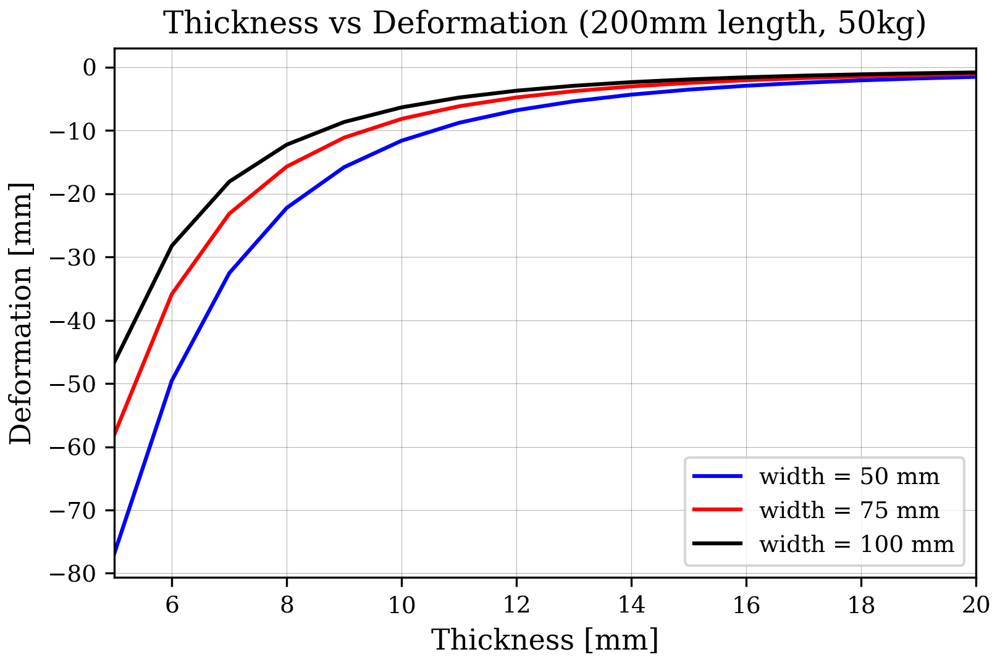 Thickness vs Deformation (200mm length, 50kg)
0
−10
−20
−30
−40
−50
−60
−70
−80
Deformation [mm]
width = 50 mm
width = 75 mm
width = 100 mm
6 8 10 12 14 16 18 20
Thickness [mm]